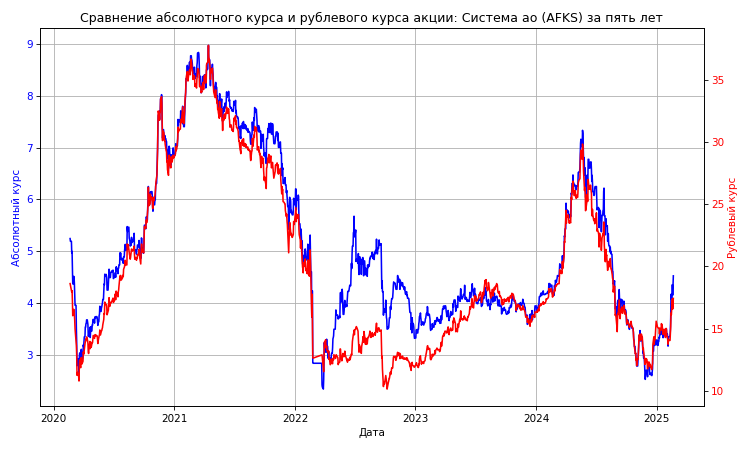 Сравнение абсолютного курса и рублевого курса акции: Система ао (AFKS) за пять лет
Абсолютный курс
9
8
7
6
5
4
3
35
30
25
20
15
10
Рублевый курс
2020 2021 2022 2023 2024 2025
Дата